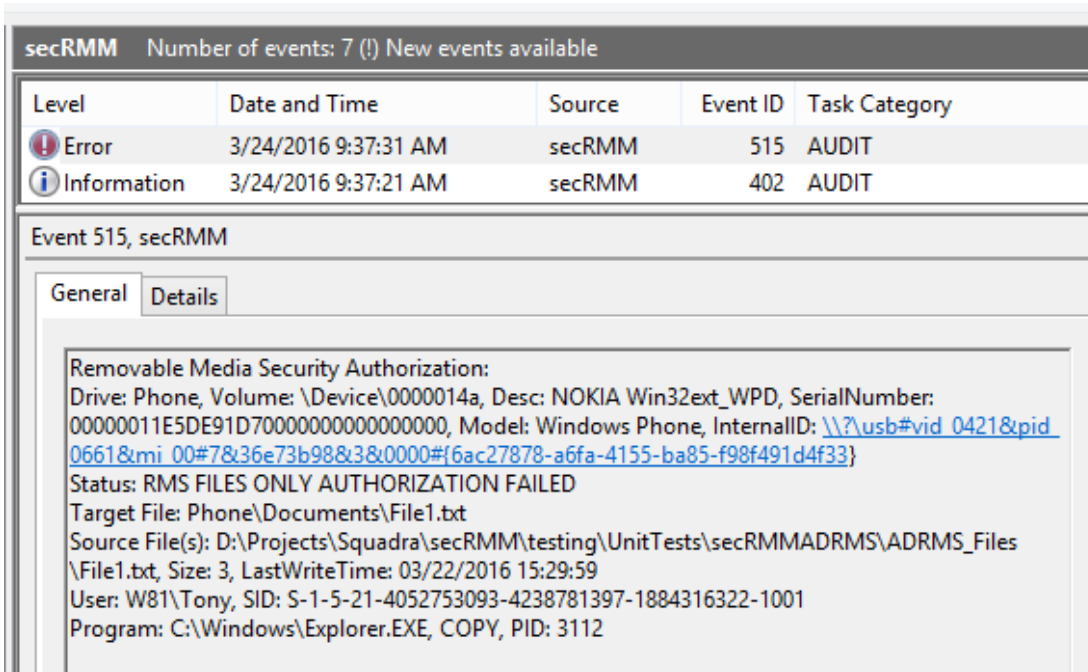 secRMM Number of events: 7 (!) New events available
Level Date and Time Source Event ID Task Category
Error 3/24/2016 9:37:31 AM secRMM 515 AUDIT
Information 3/24/2016 9:37:21 AM secRMM 402 AUDIT
Event 515, secRMM
General Details
Removable Media Security Authorization:
Drive: Phone, Volume: \Device\0000014a, Desc: NOKIA Win32ext_WPD, SerialNumber:
00000011E5DE91D70000000000000000, Model: Windows Phone, InternalID: \\?\usb#vid_0421&pid_
0661&mi_00#7&36e73b98&3&0000#{6ac27878-a6fa-4155-ba85-f98f491d4f33}
Status: RMS FILES ONLY AUTHORIZATION FAILED
Target File: Phone\Documents\File1.txt
Source File(s): D:\Projects\Squadra\secRMM\testing\UnitTests\secRMMADRMS\ADRMS_Files
\File1.txt, Size: 3, LastWriteTime: 03/22/2016 15:29:59
User: W81\Tony, SID: S-1-5-21-4052753093-4238781397-1884316322-1001
Program: C:\Windows\Explorer.EXE, COPY, PID: 3112